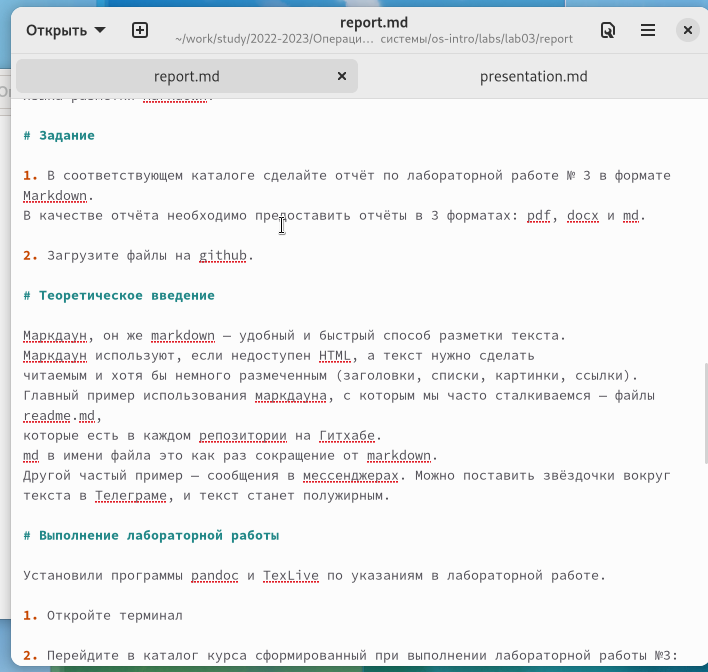 report.md
Открыть
~/work/study/2022-2023/Операци… системы/os-intro/labs/lab03/report
report.md
presentation.md
# Задание
1. В соответствующем каталоге сделайте отчёт по лабораторной работе № 3 в формате
Markdown.
В качестве отчёта необходимо предоставить отчёты в 3 форматах: pdf, docx и md.
2. Загрузите файлы на github.
# Теоретическое введение
Маркдаун, он же markdown — удобный и быстрый способ разметки текста.
Маркдаун используют, если недоступен HTML, а текст нужно сделать
читаемым и хотя бы немного размеченным (заголовки, списки, картинки, ссылки).
Главный пример использования маркдауна, с которым мы часто сталкиваемся — файлы
readme.md,
которые есть в каждом репозитории на Гитхабе.
md в имени файла это как раз сокращение от markdown.
Другой частый пример — сообщения в мессенджерах. Можно поставить звёздочки вокруг
текста в Телеграме, и текст станет полужирным.
# Выполнение лабораторной работы
Установили программы pandoc и TexLive по указаниям в лабораторной работе.
1. Откройте терминал
2. Перейдите в каталог курса сформированный при выполнении лабораторной работы №3: